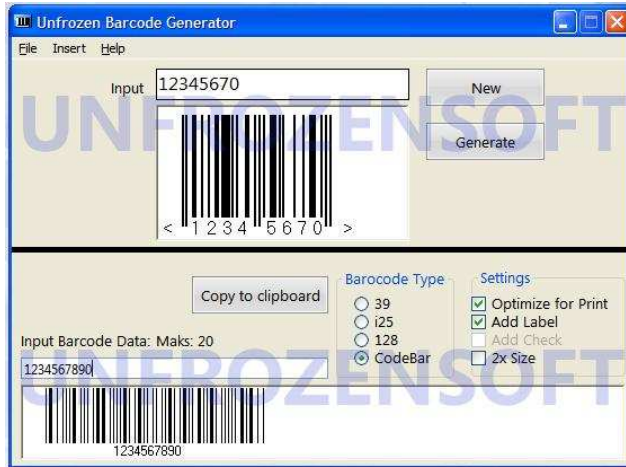 Unfrozen Barcode Generator
File Insert Help
Input 12345670 New
Generate
< 1234 5670 >
UNFROZENSOFT
Copy to clipboard
Barocode Type
39
i25
128
CodeBar
Settings
Optimize for Print
Add Label
Add Check
2x Size
Input Barcode Data: Maks: 20
1234567890
UNFROZENSOFT
1234567890